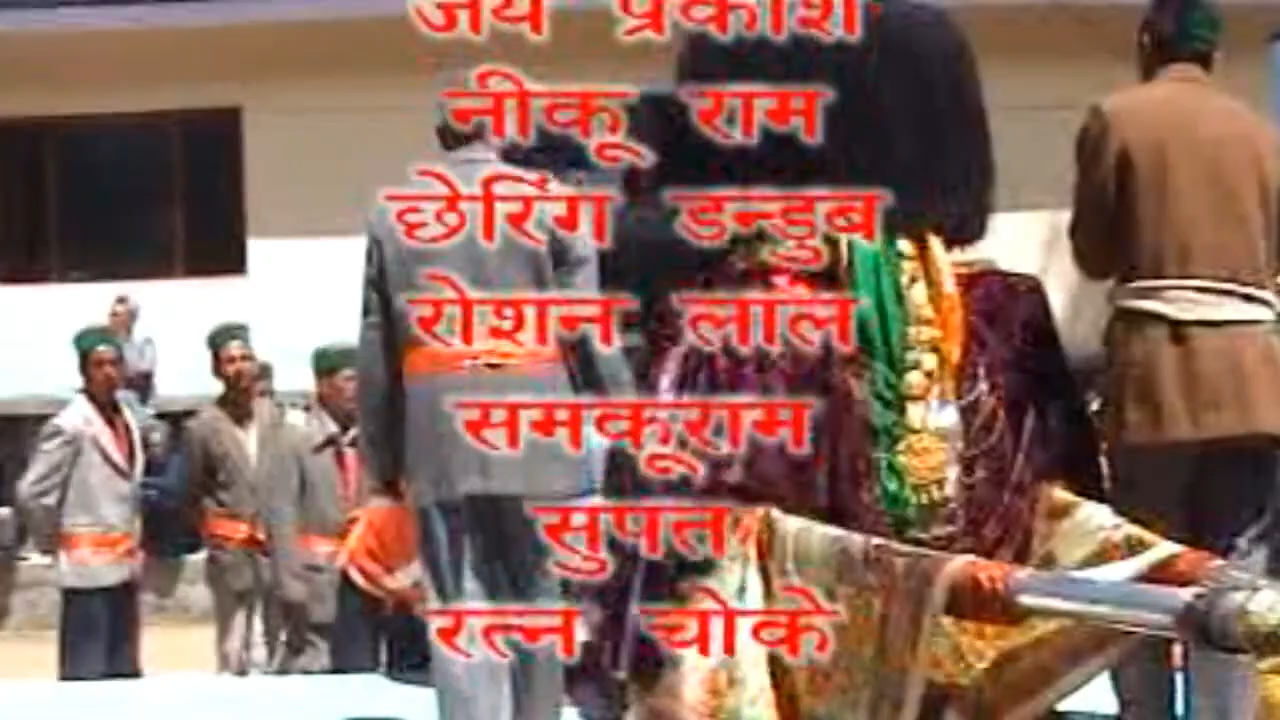 जय प्रकाश
नीकू राम
छेरिंग डन्डुब
रोशन लाल
समकूराम
सुपत
रत्न चोके